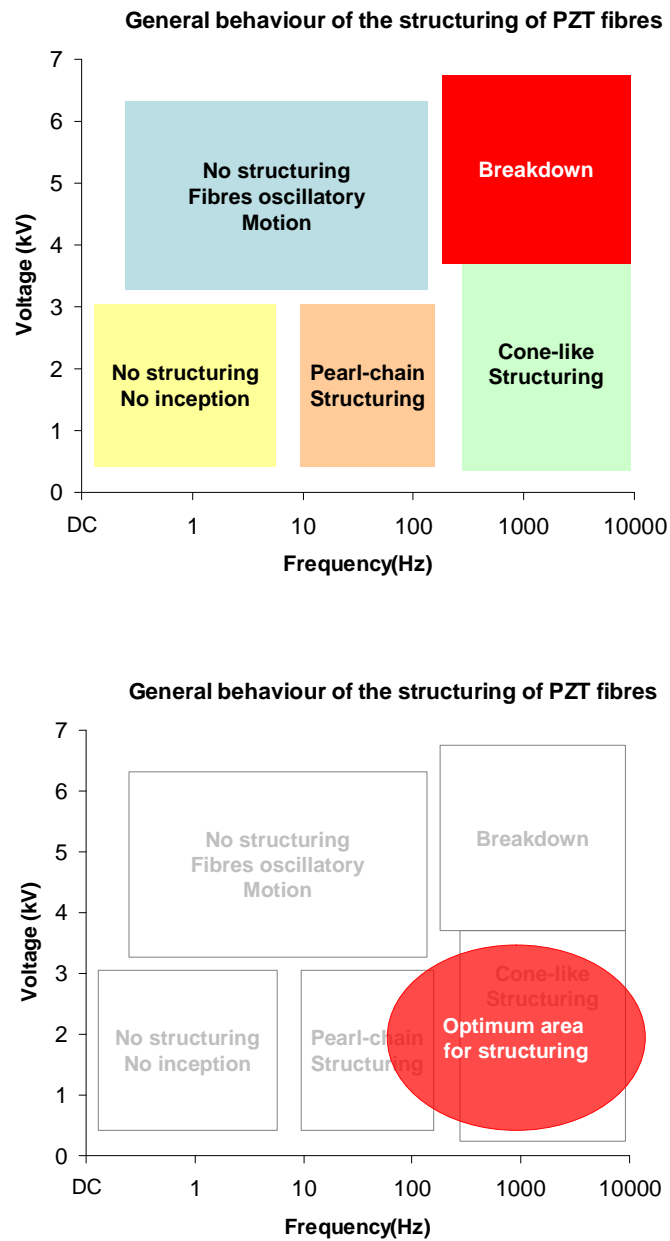 General behaviour of the structuring of PZT fibres
7
6
5
4
3
2
1
0
Voltage (kV)
No structuring
Fibres oscillatory
Motion
Breakdown
No structuring
No inception
Pearl-chain
Structuring
Cone-like
Structuring
DC 1 10 100 1000 10000
Frequency(Hz)
General behaviour of the structuring of PZT fibres
7
6
5
4
3
2
1
0
Voltage (kV)
No structuring
Fibres oscillatory
Motion
Breakdown
No structuring
No inception
Pearl-chain
Structuring
Cone-like
Structuring
Optimum area
for structuring
DC 1 10 100 1000 10000
Frequency(Hz)